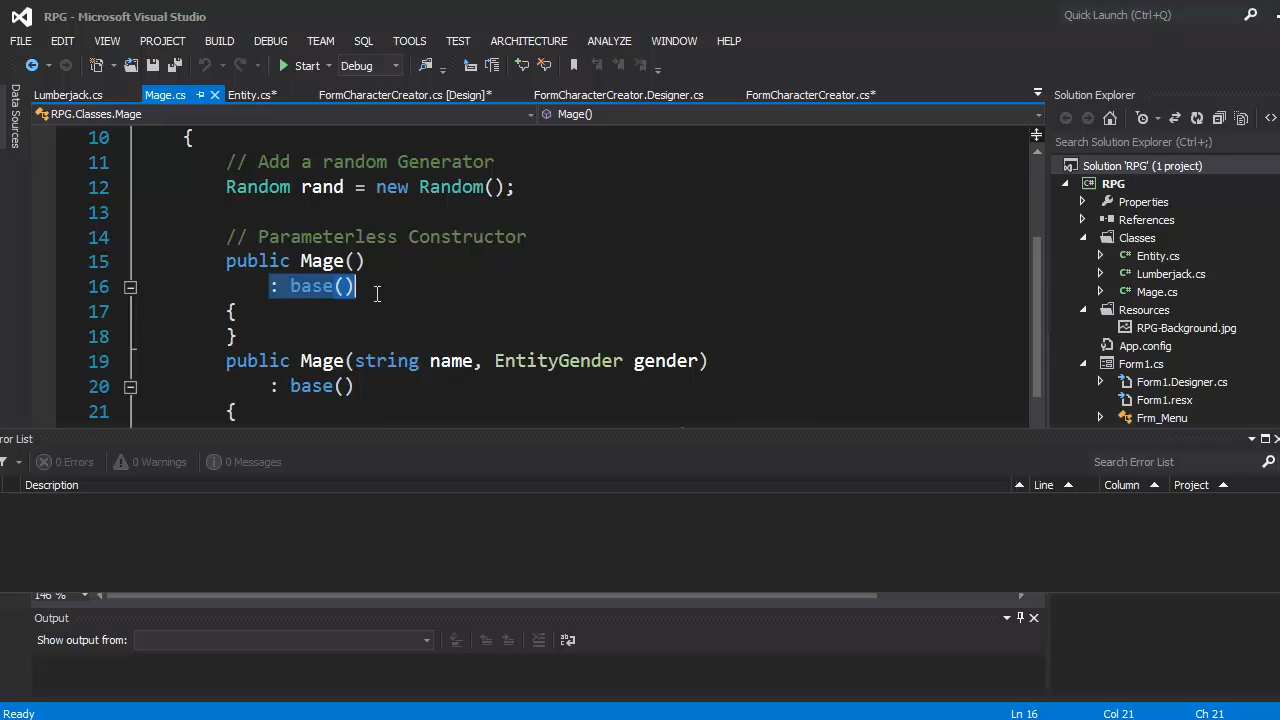 RPG - Microsoft Visual Studio
Quick Launch (Ctrl+Q)
FILE EDIT VIEW PROJECT BUILD DEBUG TEAM SQL TOOLS TEST ARCHITECTURE ANALYZE WINDOW HELP
Start Debug
Data Sources
Lumberjack.cs Mage.cs Entity.cs* FormCharacterCreator.cs [Design]* FormCharacterCreator.Designer.cs FormCharacterCreator.cs*
RPG.Classes.Mage Mage()
10 {
11 // Add a random Generator
12 Random rand = new Random();
13
14 // Parameterless Constructor
15 public Mage()
16 : base()
17 {
18 }
19 public Mage(string name, EntityGender gender)
20 : base()
21 {
Solution Explorer
Search Solution Explorer (Ctrl+;)
Solution 'RPG' (1 project)
RPG
Properties
References
Classes
Entity.cs
Lumberjack.cs
Mage.cs
Resources
RPG-Background.jpg
App.config
Form1.cs
Form1.Designer.cs
Form1.resx
Frm_Menu
ror List
0 Errors 0 Warnings 0 Messages
Search Error List
Description Line Column Project
146 %
Output
Show output from:
Ready Ln 16 Col 21 Ch 21